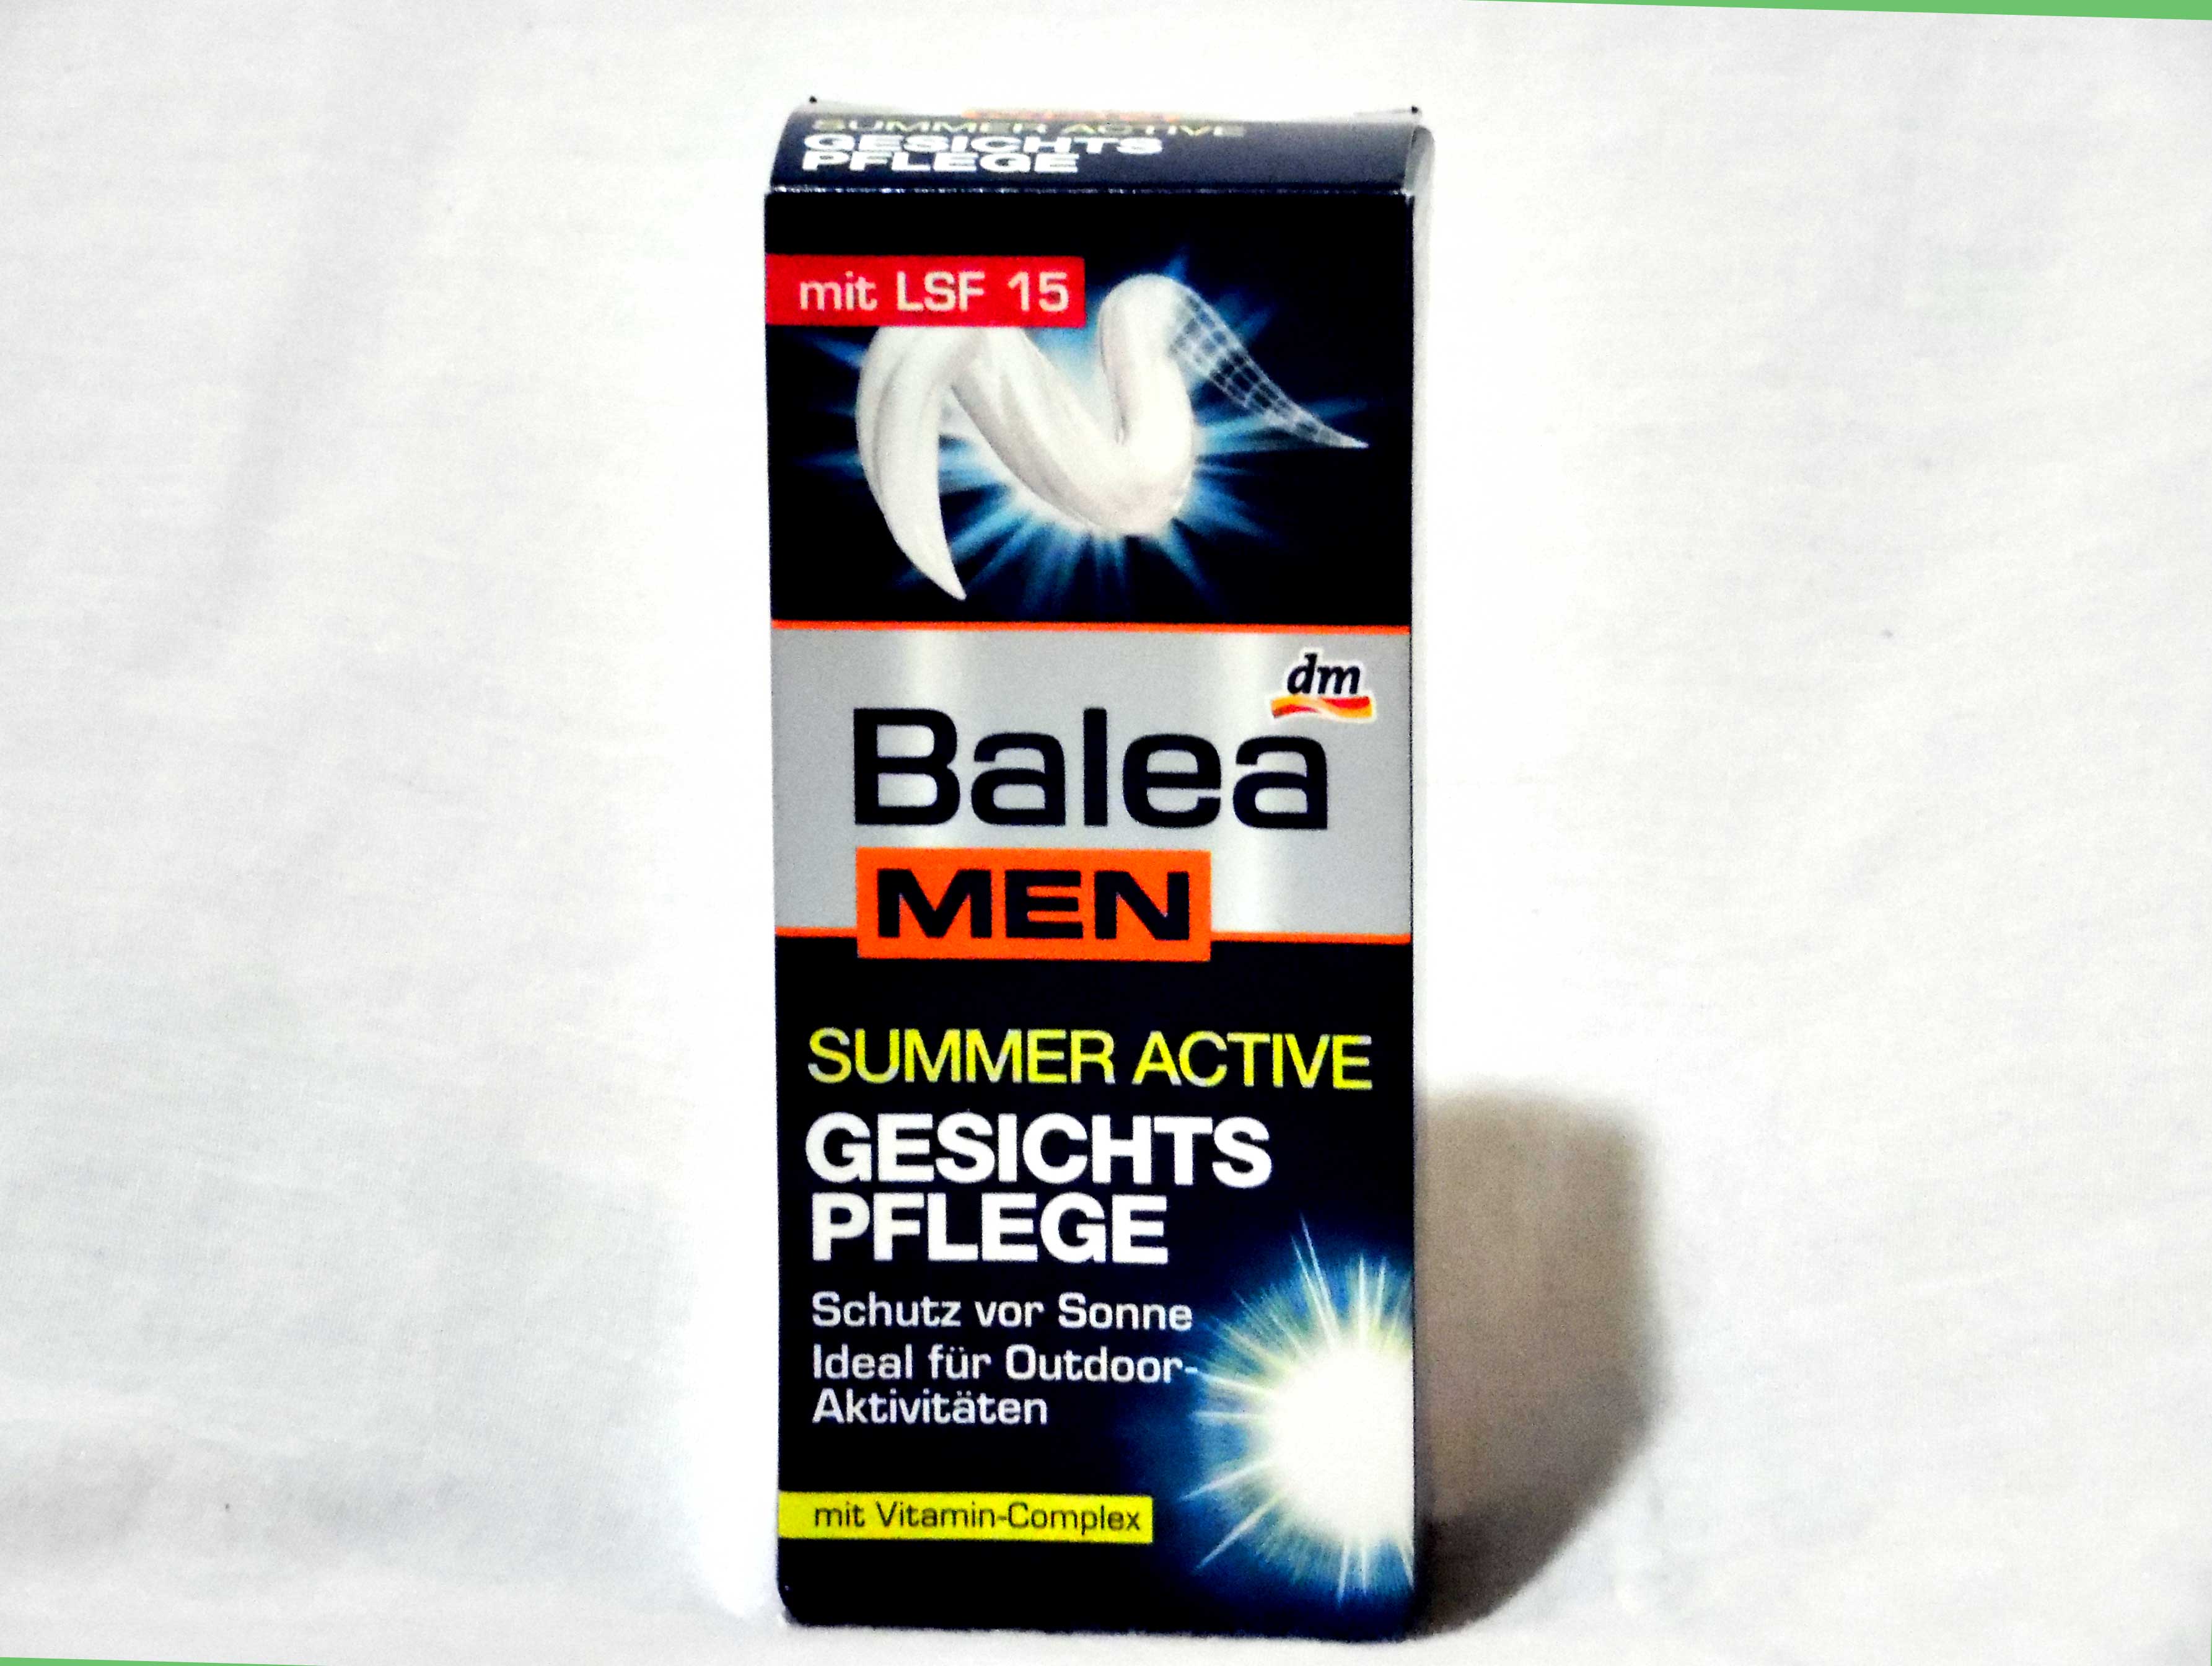 SUMMER ACTIVE
GESICHTS
PFLEGE
mit LSF 15
dm
Balea
MEN
SUMMER ACTIVE
GESICHTS
PFLEGE
Schutz vor Sonne
Ideal für Outdoor-
Aktivitäten
mit Vitamin-Complex